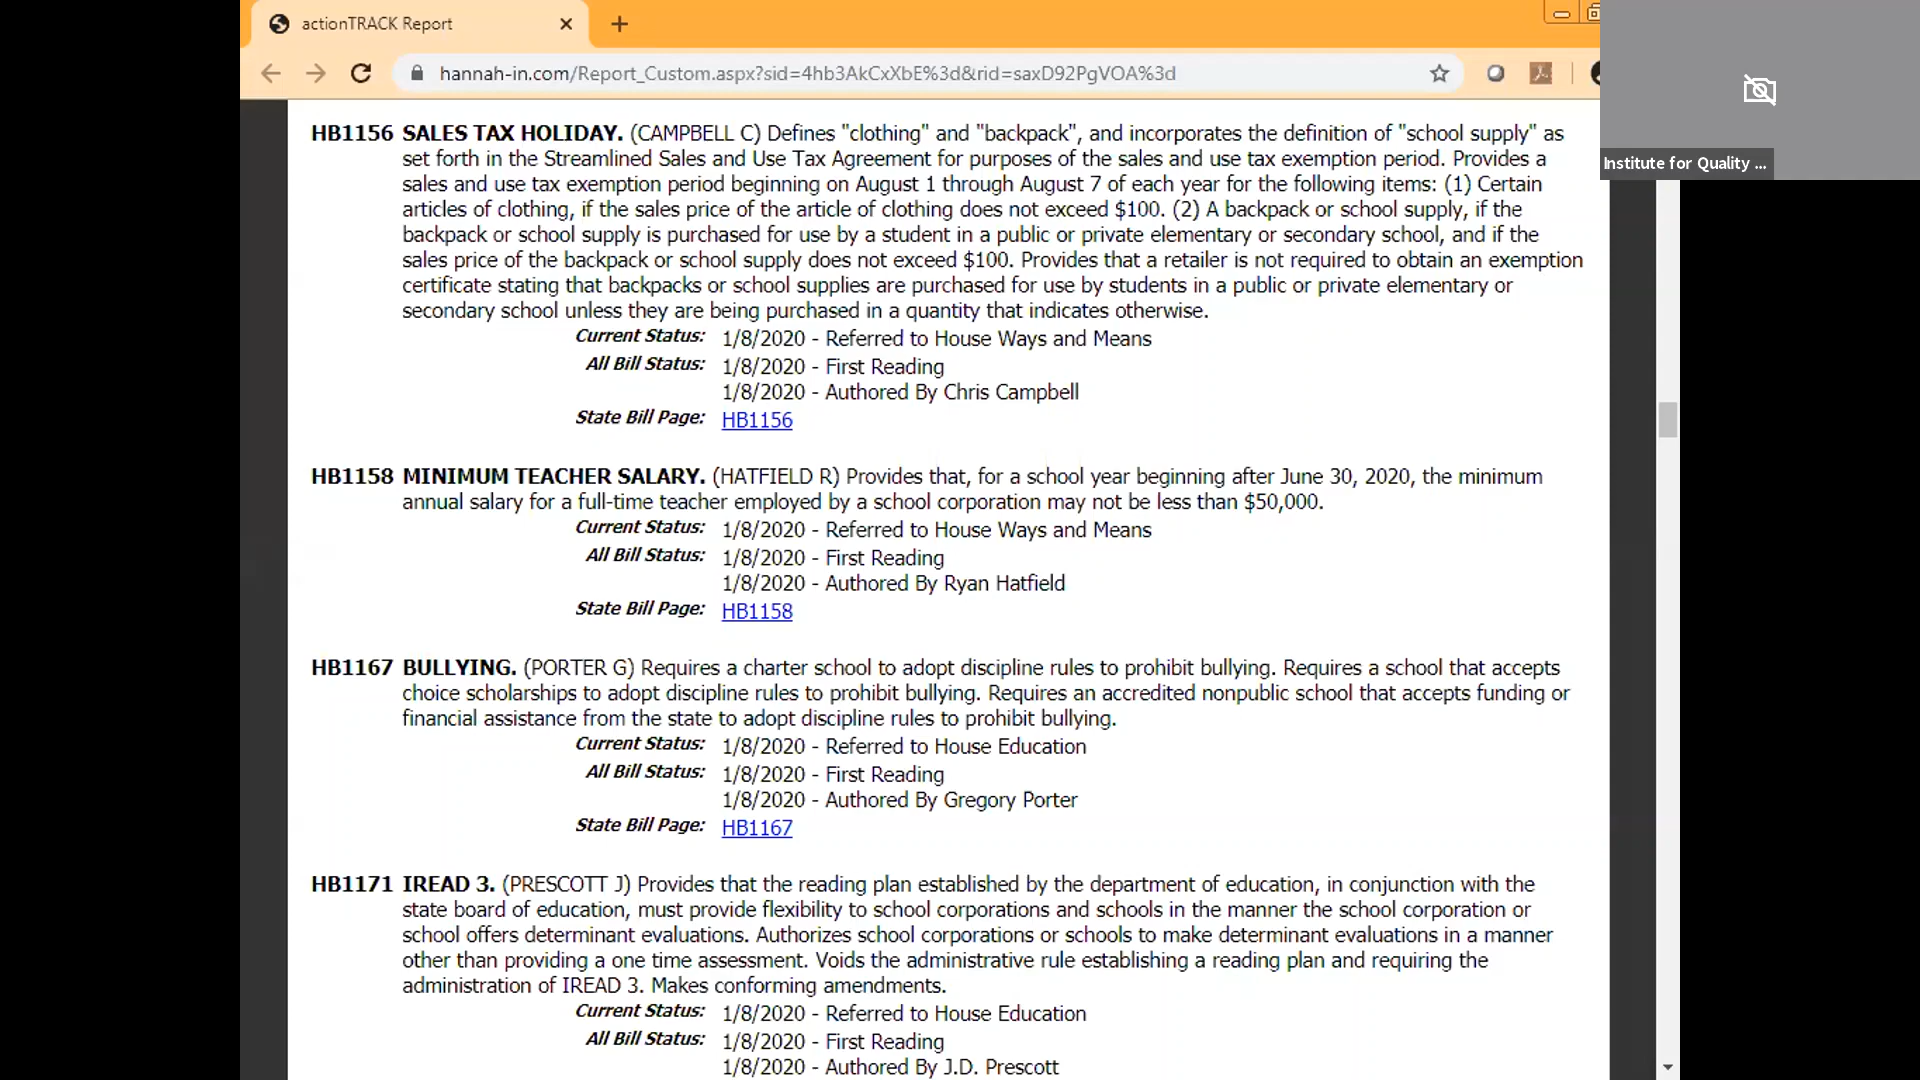 actionTRACK Report
hannah-in.com/Report_Custom.aspx?sid=4hb3AkCxXbE%3d&rid=saxD92PgVOA%3d
Institute for Quality ...
HB1156 SALES TAX HOLIDAY. (CAMPBELL C) Defines "clothing" and "backpack", and incorporates the definition of "school supply" as
set forth in the Streamlined Sales and Use Tax Agreement for purposes of the sales and use tax exemption period. Provides a
sales and use tax exemption period beginning on August 1 through August 7 of each year for the following items: (1) Certain
articles of clothing, if the sales price of the article of clothing does not exceed $100. (2) A backpack or school supply, if the
backpack or school supply is purchased for use by a student in a public or private elementary or secondary school, and if the
sales price of the backpack or school supply does not exceed $100. Provides that a retailer is not required to obtain an exemption
certificate stating that backpacks or school supplies are purchased for use by students in a public or private elementary or
secondary school unless they are being purchased in a quantity that indicates otherwise.
Current Status: 1/8/2020 - Referred to House Ways and Means
All Bill Status: 1/8/2020 - First Reading
1/8/2020 - Authored By Chris Campbell
State Bill Page: HB1156
HB1158 MINIMUM TEACHER SALARY. (HATFIELD R) Provides that, for a school year beginning after June 30, 2020, the minimum
annual salary for a full-time teacher employed by a school corporation may not be less than $50,000.
Current Status: 1/8/2020 - Referred to House Ways and Means
All Bill Status: 1/8/2020 - First Reading
1/8/2020 - Authored By Ryan Hatfield
State Bill Page: HB1158
HB1167 BULLYING. (PORTER G) Requires a charter school to adopt discipline rules to prohibit bullying. Requires a school that accepts
choice scholarships to adopt discipline rules to prohibit bullying. Requires an accredited nonpublic school that accepts funding or
financial assistance from the state to adopt discipline rules to prohibit bullying.
Current Status: 1/8/2020 - Referred to House Education
All Bill Status: 1/8/2020 - First Reading
1/8/2020 - Authored By Gregory Porter
State Bill Page: HB1167
HB1171 IREAD 3. (PRESCOTT J) Provides that the reading plan established by the department of education, in conjunction with the
state board of education, must provide flexibility to school corporations and schools in the manner the school corporation or
school offers determinant evaluations. Authorizes school corporations or schools to make determinant evaluations in a manner
other than providing a one time assessment. Voids the administrative rule establishing a reading plan and requiring the
administration of IREAD 3. Makes conforming amendments.
Current Status: 1/8/2020 - Referred to House Education
All Bill Status: 1/8/2020 - First Reading
1/8/2020 - Authored By J.D. Prescott